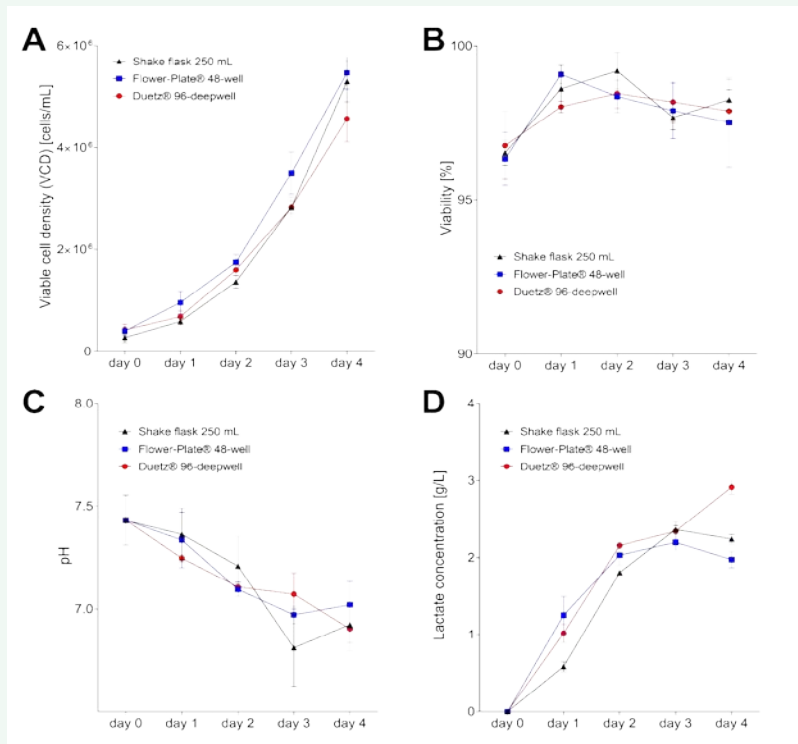 A
Viable cell density (VCD) [cells/mL]
6×10⁶
4×10⁶
2×10⁶
0
Shake flask 250 mL
Flower-Plate® 48-well
Duetz® 96-deepwell
day 0 day 1 day 2 day 3 day 4
B
Viability [%]
100
95
90
Shake flask 250 mL
Flower-Plate® 48-well
Duetz® 96-deepwell
day 0 day 1 day 2 day 3 day 4
C
pH
8.0
7.5
7.0
Shake flask 250 mL
Flower-Plate® 48-well
Duetz® 96-deepwell
day 0 day 1 day 2 day 3 day 4
D
Lactate concentration [g/L]
4
3
2
1
0
Shake flask 250 mL
Flower-Plate® 48-well
Duetz® 96-deepwell
day 0 day 1 day 2 day 3 day 4